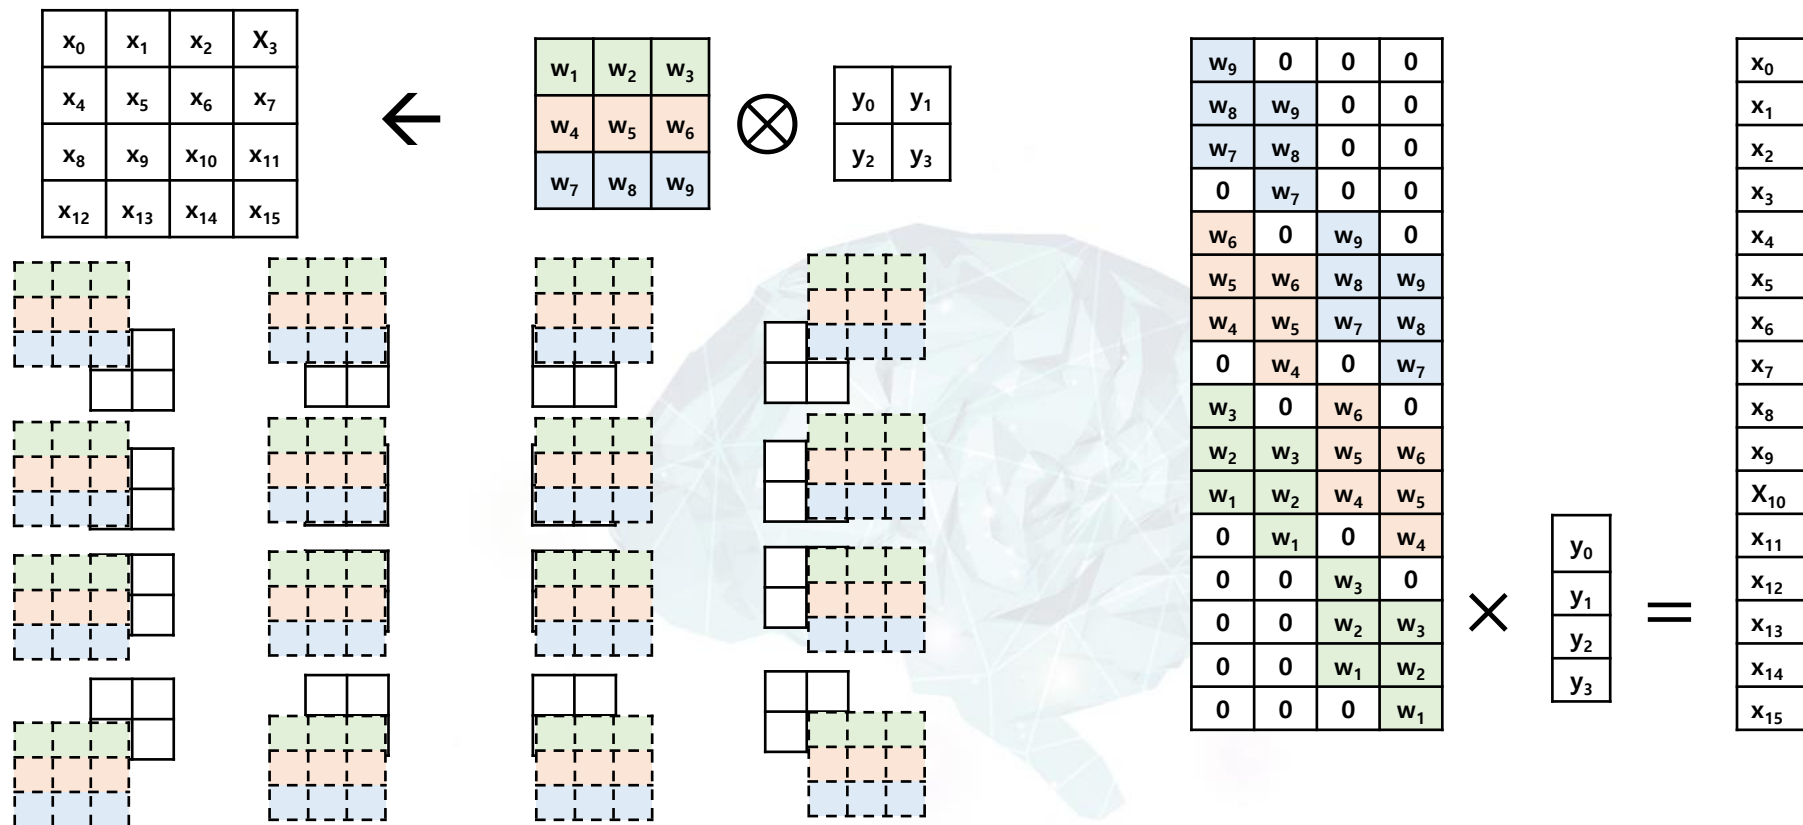 x₀ x₁ x₂ X₃
x₄ x₅ x₆ x₇
x₈ x₉ x₁₀ x₁₁
x₁₂ x₁₃ x₁₄ x₁₅
←
w₁ w₂ w₃
w₄ w₅ w₆
w₇ w₈ w₉
⊗
y₀ y₁
y₂ y₃
w₉ 0 0 0
w₈ w₉ 0 0
w₇ w₈ 0 0
0 w₇ 0 0
w₆ 0 w₉ 0
w₅ w₆ w₈ w₉
w₄ w₅ w₇ w₈
0 w₄ 0 w₇
w₃ 0 w₆ 0
w₂ w₃ w₅ w₆
w₁ w₂ w₄ w₅
0 w₁ 0 w₄
0 0 w₃ 0
0 0 w₂ w₃
0 0 w₁ w₂
0 0 0 w₁
×
y₀
y₁
y₂
y₃
=
x₀
x₁
x₂
x₃
x₄
x₅
x₆
x₇
x₈
x₉
X₁₀
x₁₁
x₁₂
x₁₃
x₁₄
x₁₅